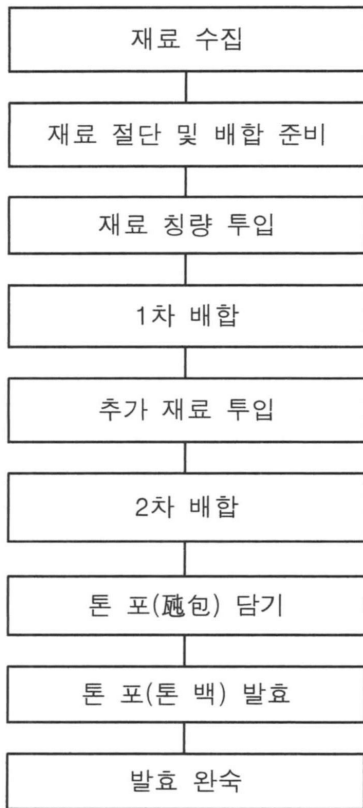 재료 수집
재료 절단 및 배합 준비
재료 칭량 투입
1차 배합
추가 재료 투입
2차 배합
톤 포(瓲包) 담기
톤 포(톤 백) 발효
발효 완숙